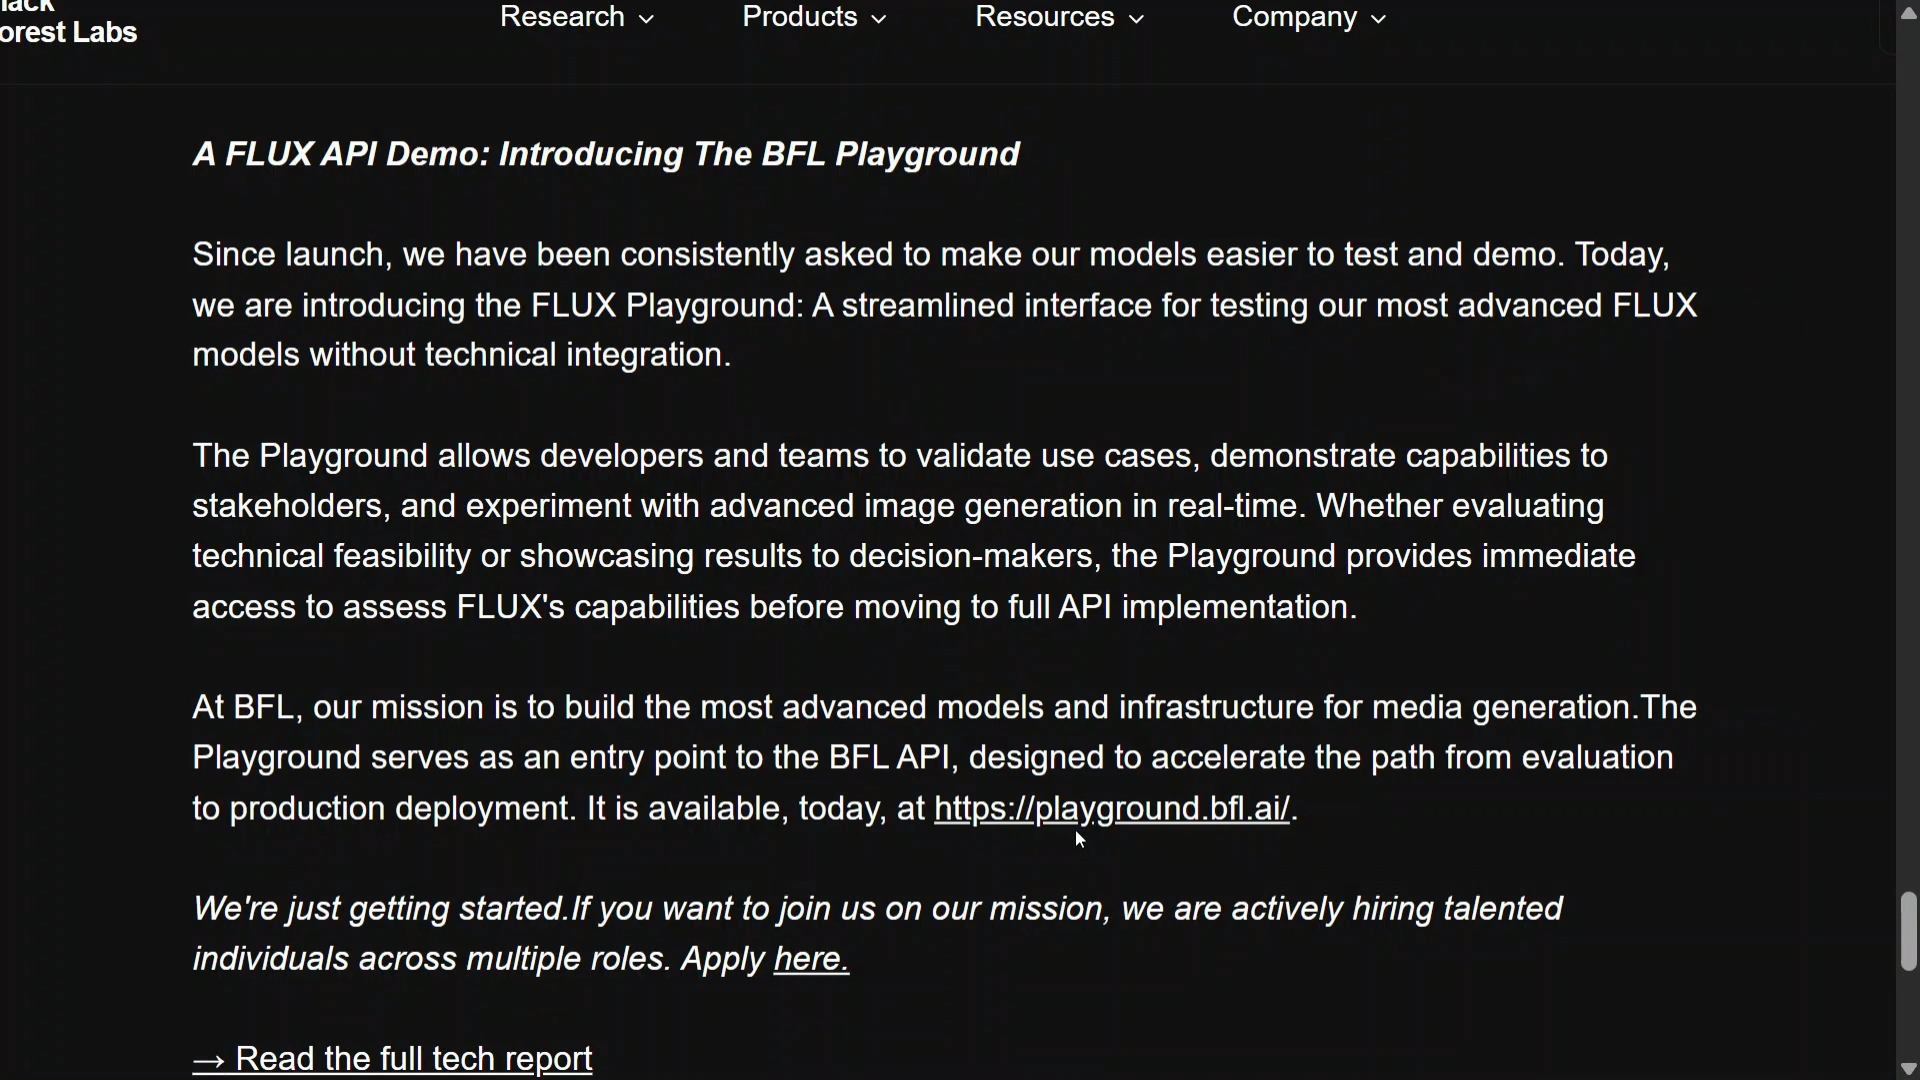 orest Labs
Research
Products
Resources
Company
A FLUX API Demo: Introducing The BFL Playground
Since launch, we have been consistently asked to make our models easier to test and demo. Today,
we are introducing the FLUX Playground: A streamlined interface for testing our most advanced FLUX
models without technical integration.
The Playground allows developers and teams to validate use cases, demonstrate capabilities to
stakeholders, and experiment with advanced image generation in real-time. Whether evaluating
technical feasibility or showcasing results to decision-makers, the Playground provides immediate
access to assess FLUX's capabilities before moving to full API implementation.
At BFL, our mission is to build the most advanced models and infrastructure for media generation.The
Playground serves as an entry point to the BFL API, designed to accelerate the path from evaluation
to production deployment. It is available, today, at https://playground.bfl.ai/.
We're just getting started.If you want to join us on our mission, we are actively hiring talented
individuals across multiple roles. Apply here.
→ Read the full tech report